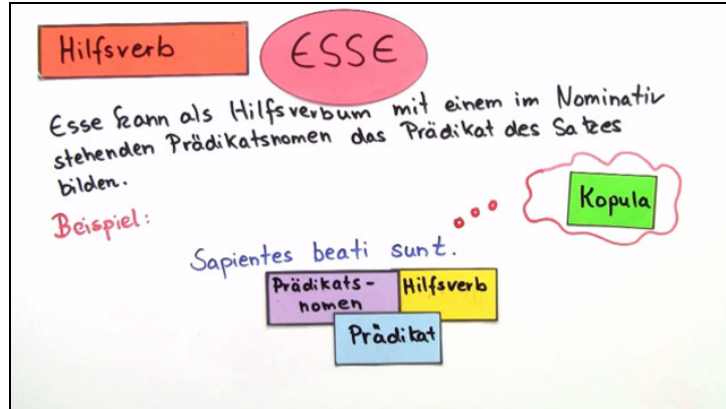 Hilfsverb
ESSE
Esse kann als Hilfsverbum mit einem im Nominativ
stehenden Prädikatsnomen das Prädikat des Satzes
bilden.
Beispiel:
Kopula
Sapientes beati sunt.
Prädikats-
nomen
Hilfsverb
Prädikat